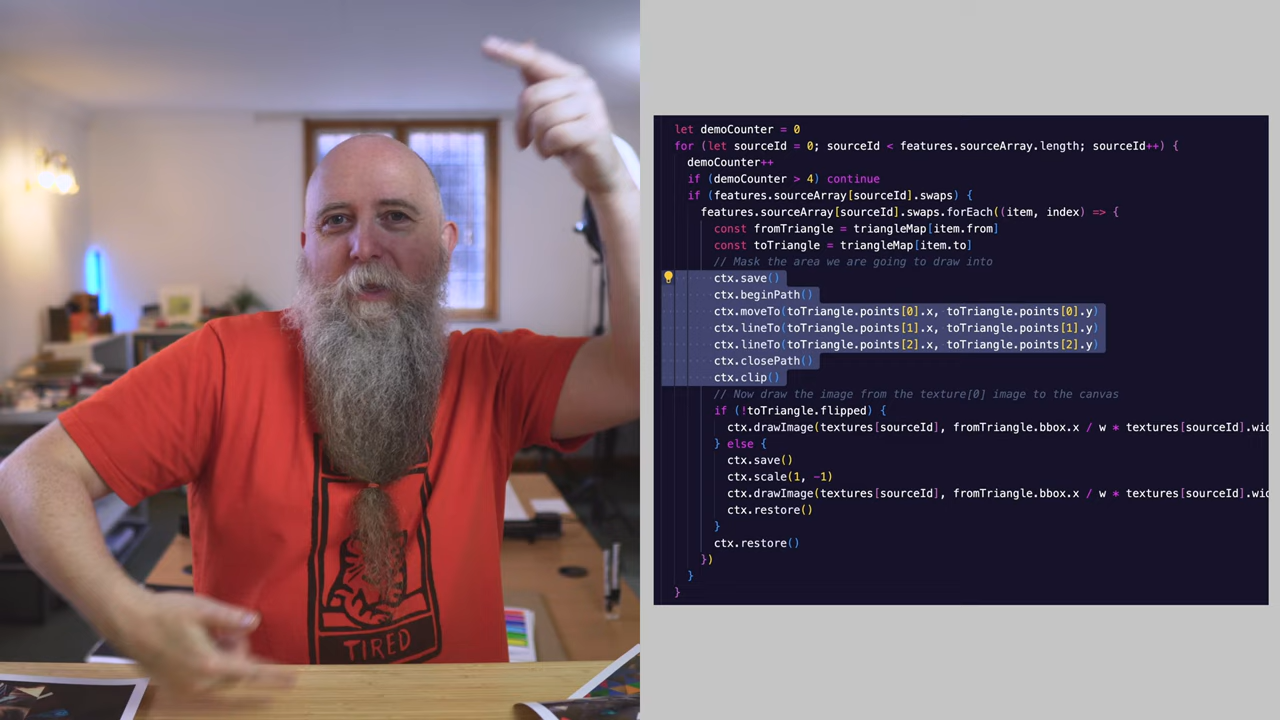 TIRED
let demoCounter = 0
for (let sourceId = 0; sourceId < features.sourceArray.length; sourceId++) {
demoCounter++
if (demoCounter > 4) continue
if (features.sourceArray[sourceId].swaps) {
features.sourceArray[sourceId].swaps.forEach((item, index) => {
const fromTriangle = triangleMap[item.from]
const toTriangle = triangleMap[item.to]
// Mask the area we are going to draw into
ctx.save()
ctx.beginPath()
ctx.moveTo(toTriangle.points[0].x, toTriangle.points[0].y)
ctx.lineTo(toTriangle.points[1].x, toTriangle.points[1].y)
ctx.lineTo(toTriangle.points[2].x, toTriangle.points[2].y)
ctx.closePath()
ctx.clip()
// Now draw the image from the texture[0] image to the canvas
if (!toTriangle.flipped) {
ctx.drawImage(textures[sourceId], fromTriangle.bbox.x / w * textures[sourceId].wid
} else {
ctx.save()
ctx.scale(1, -1)
ctx.drawImage(textures[sourceId], fromTriangle.bbox.x / w * textures[sourceId].wid
ctx.restore()
}
ctx.restore()
})
}
}